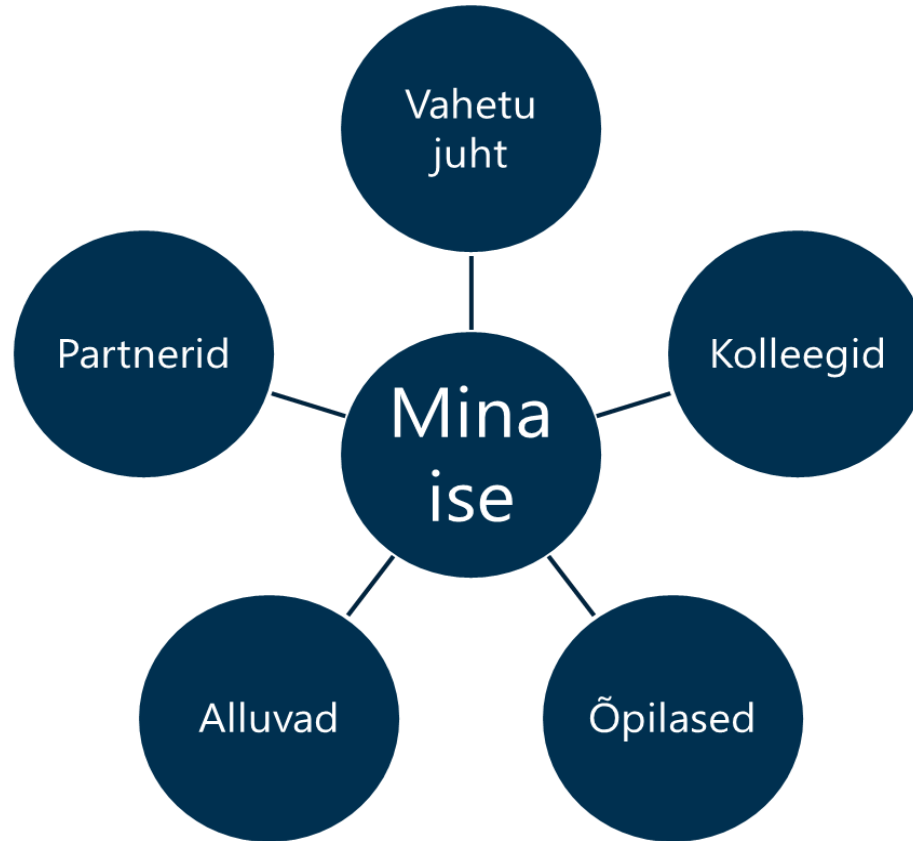 Vahetu
juht
Partnerid
Kolleegid
Mina
ise
Alluvad
Õpilased